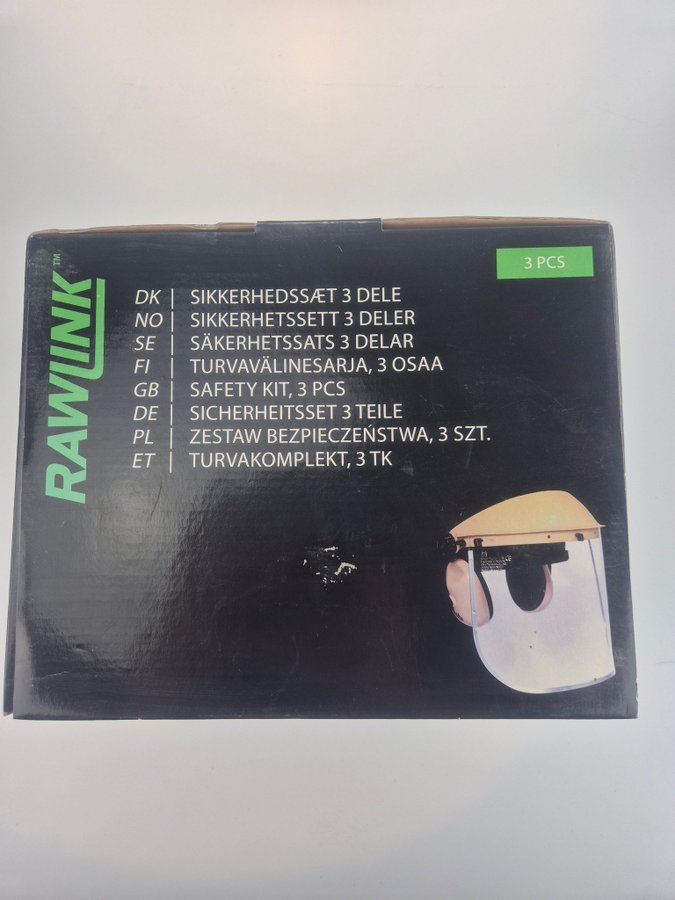 RAWLINK™
3 PCS
DK | SIKKERHEDSSÆT 3 DELE
NO | SIKKERHETSSETT 3 DELER
SE | SÄKERHETSSATS 3 DELAR
FI | TURVAVÄLINESARJA, 3 OSAA
GB | SAFETY KIT, 3 PCS
DE | SICHERHEITSSET 3 TEILE
PL | ZESTAW BEZPIECZEŃSTWA, 3 SZT.
ET | TURVAKOMPLEKT, 3 TK